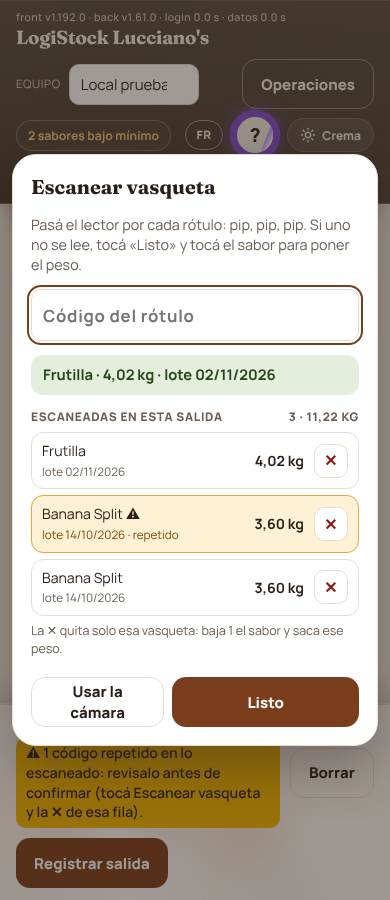 front v1.192.0 · back v1.61.0 · login 0.0 s · datos 0.0 s
LogiStock Lucciano's
EQUIPO
Local prueba
Operaciones
2 sabores bajo mínimo
FR
?
Crema
Escanear vasqueta
Pasá el lector por cada rótulo: pip, pip, pip. Si uno
no se lee, tocá «Listo» y tocá el sabor para poner
el peso.
Código del rótulo
Frutilla · 4,02 kg · lote 02/11/2026
ESCANEADAS EN ESTA SALIDA 3 · 11,22 KG
Frutilla
lote 02/11/2026
4,02 kg ✕
Banana Split ⚠
lote 14/10/2026 · repetido
3,60 kg ✕
Banana Split
lote 14/10/2026
3,60 kg ✕
La ✕ quita solo esa vasqueta: baja 1 el sabor y saca ese
peso.
Usar la
cámara
Listo
⚠ 1 código repetido en lo
escaneado: revisalo antes de
confirmar (tocá Escanear vasqueta
y la ✕ de esa fila).
Borrar
Registrar salida